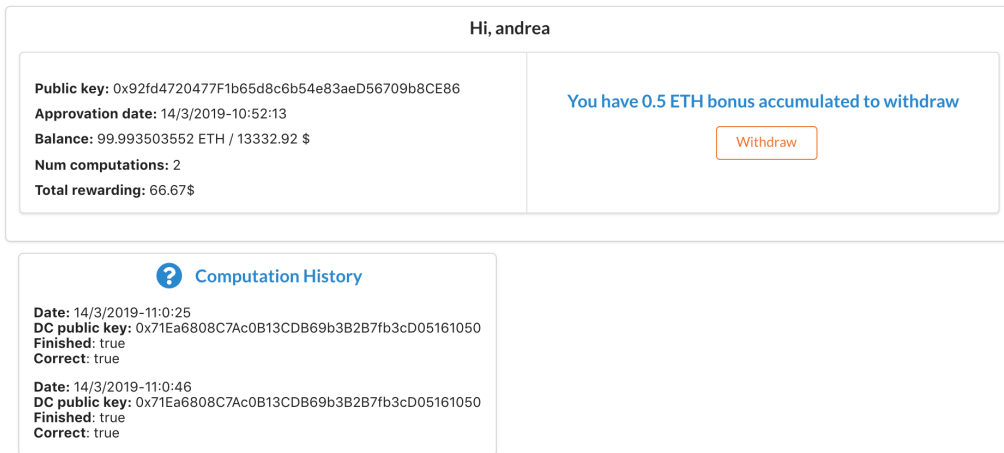 Hi, andrea
Public key: 0x92fd4720477F1b65d8c6b54e83aeD56709b8CE86
Approvation date: 14/3/2019-10:52:13
Balance: 99.993503552 ETH / 13332.92 $
Num computations: 2
Total rewarding: 66.67$
You have 0.5 ETH bonus accumulated to withdraw
Withdraw
? Computation History
Date: 14/3/2019-11:0:25
DC public key: 0x71Ea6808C7Ac0B13CDB69b3B2B7fb3cD05161050
Finished: true
Correct: true
Date: 14/3/2019-11:0:46
DC public key: 0x71Ea6808C7Ac0B13CDB69b3B2B7fb3cD05161050
Finished: true
Correct: true